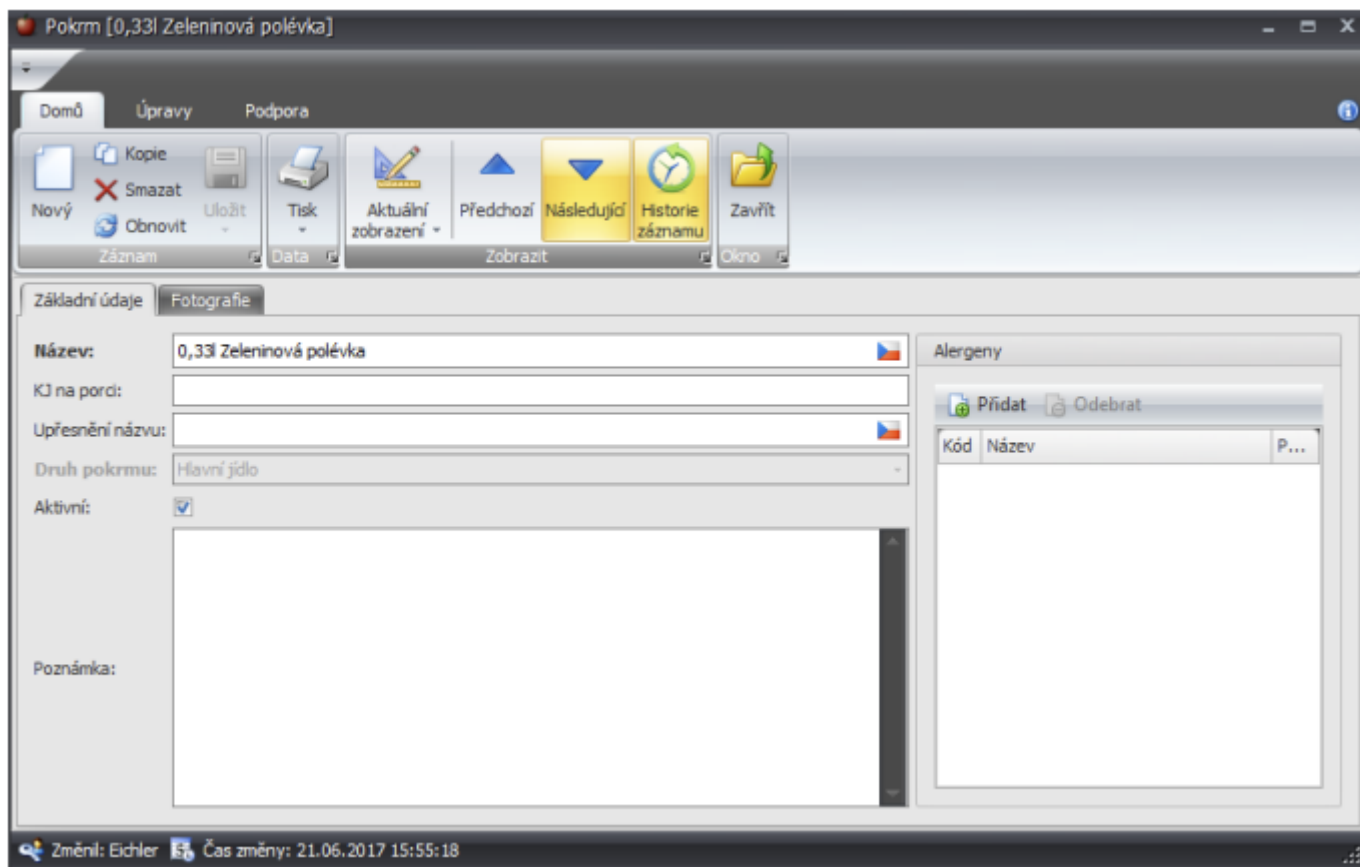 Pokrm [0,33l Zeleninová polévka]
Domů Úpravy Podpora
Nový
Kopie
Smazat
Obnovit
Uložit
Záznam
Tisk
Data
Aktuální zobrazení
Předchozí
Následující
Historie záznamu
Zobrazit
Zavřít
Okno
Základní údaje Fotografie
Název: 0,33l Zeleninová polévka
KJ na porci:
Upřesnění názvu:
Druh pokrmu: Hlavní jídlo
Aktivní:
Poznámka:
Alergeny
Přidat Odebrat
Kód Název P...
Změnil: Eichler Čas změny: 21.06.2017 15:55:18